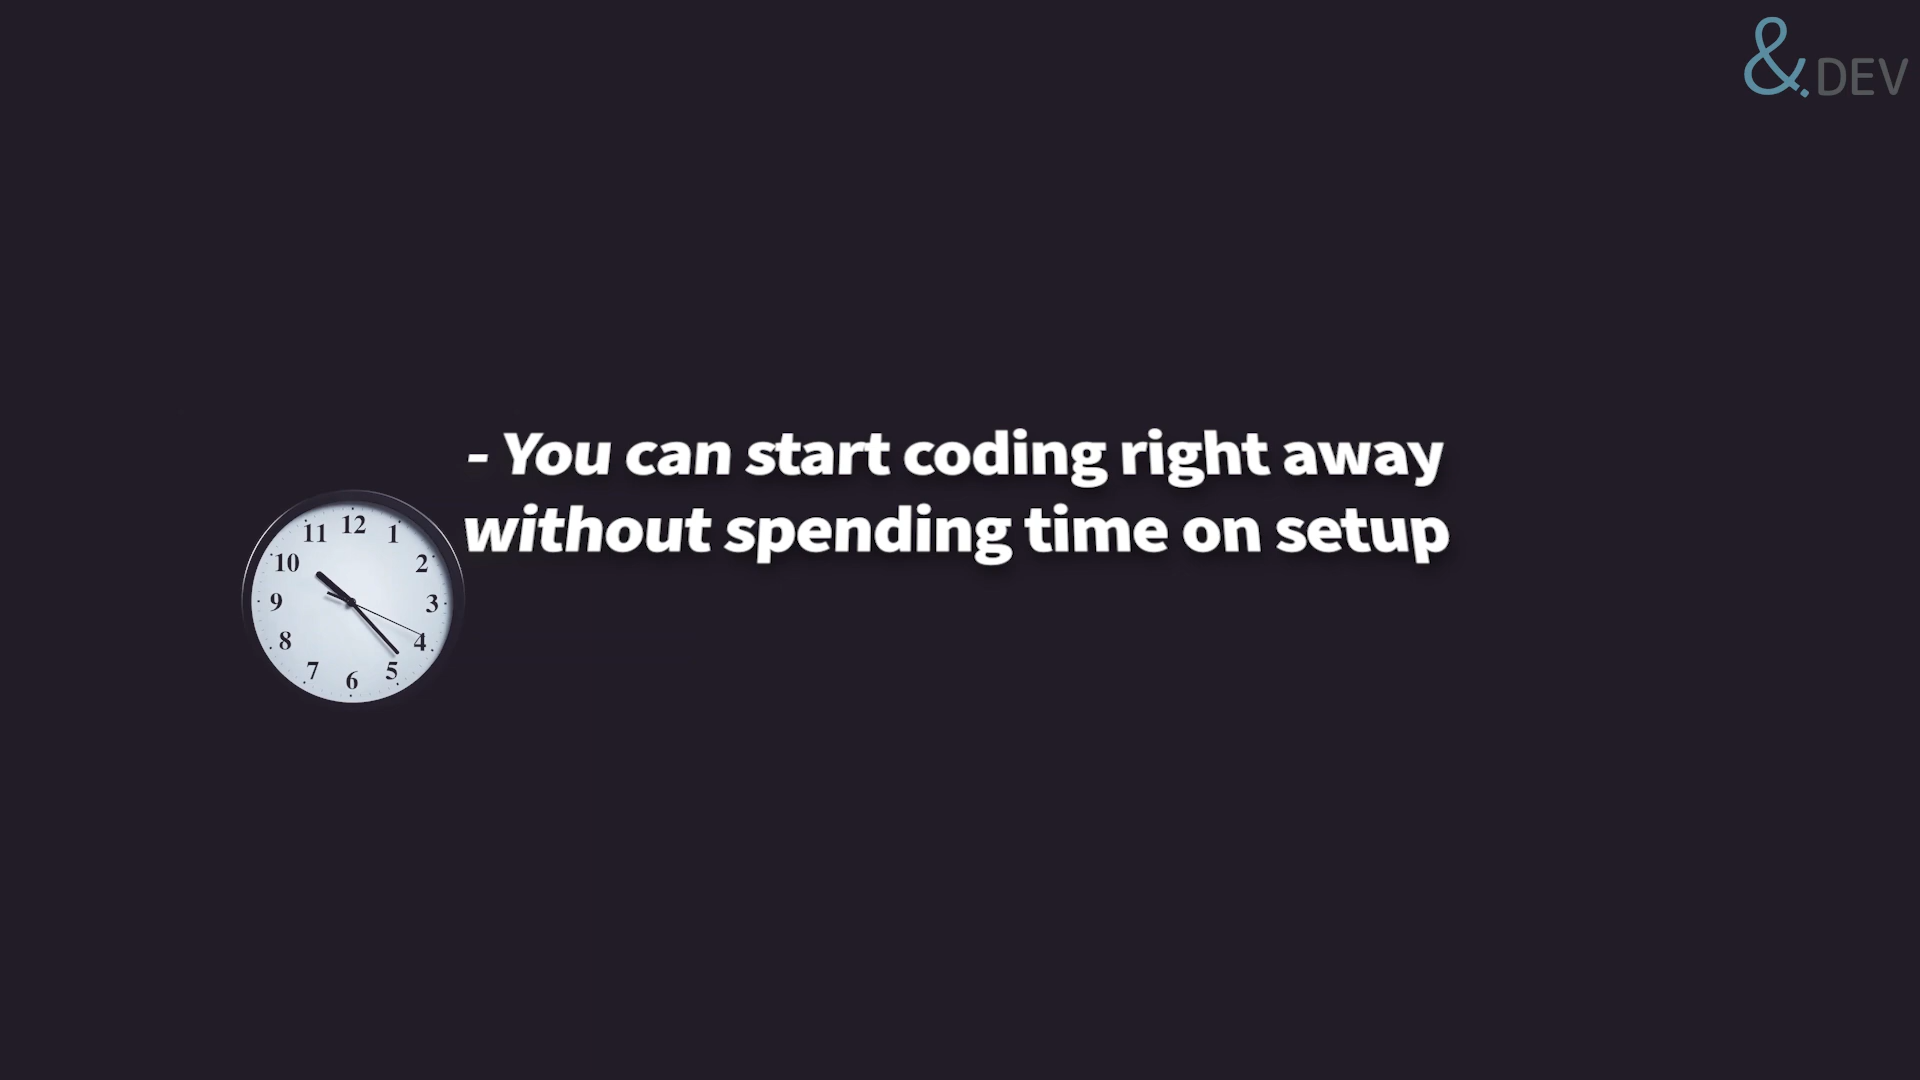 &.DEV
- You can start coding right away
without spending time on setup
11 12 1
10 2
9 3
8 4
7 6 5